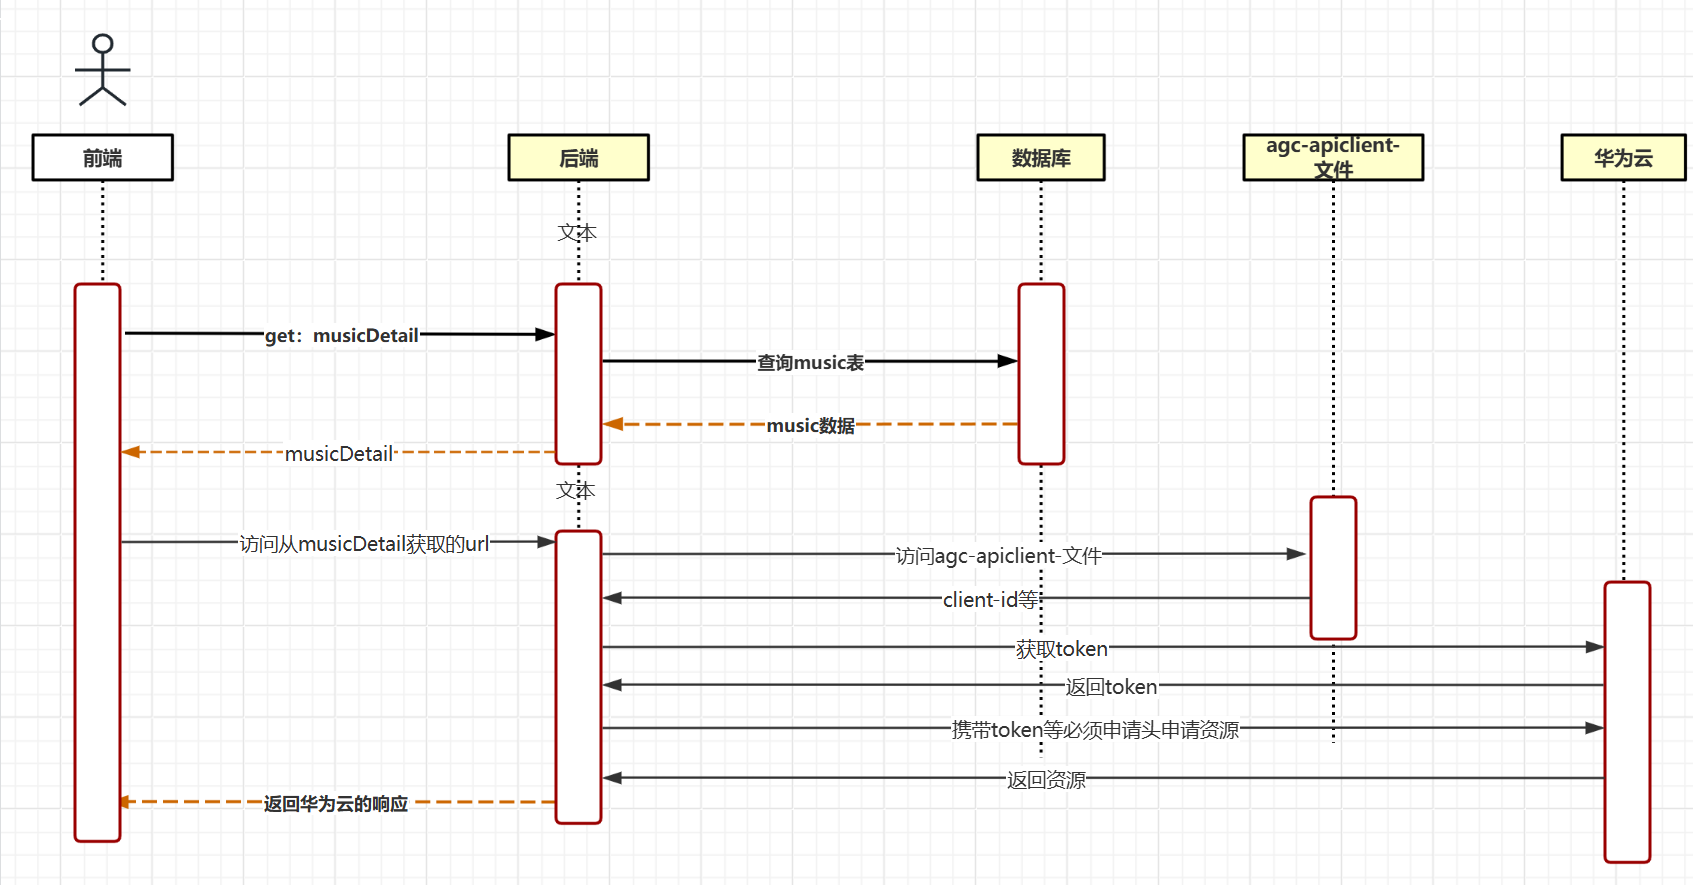 前端
后端
数据库
agc-apiclient-
文件
华为云
文本
get：musicDetail
查询music表
music数据
musicDetail
文本
访问从musicDetail获取的url
访问agc-apiclient-文件
client-id等
获取token
返回token
携带token等必须申请头申请资源
返回资源
返回华为云的响应